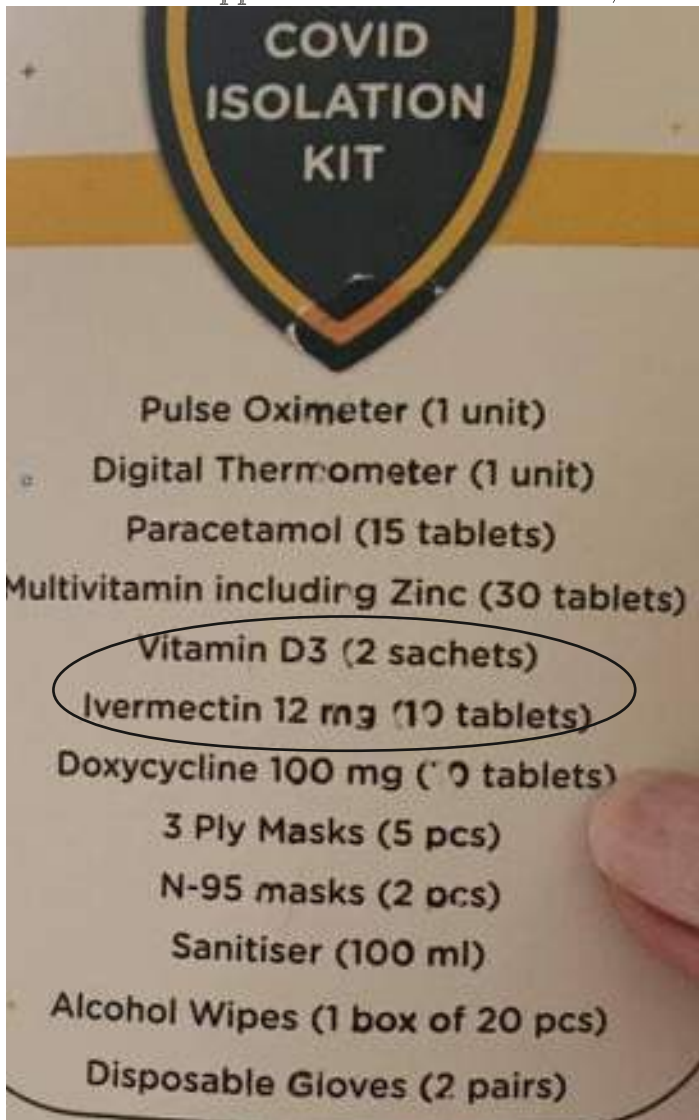 COVID
ISOLATION
KIT
Pulse Oximeter (1 unit)
Digital Thermometer (1 unit)
Paracetamol (15 tablets)
Multivitamin including Zinc (30 tablets)
Vitamin D3 (2 sachets)
Ivermectin 12 mg (10 tablets)
Doxycycline 100 mg ( 0 tablets)
3 Ply Masks (5 pcs)
N-95 masks (2 pcs)
Sanitiser (100 ml)
Alcohol Wipes (1 box of 20 pcs)
Disposable Gloves (2 pairs)